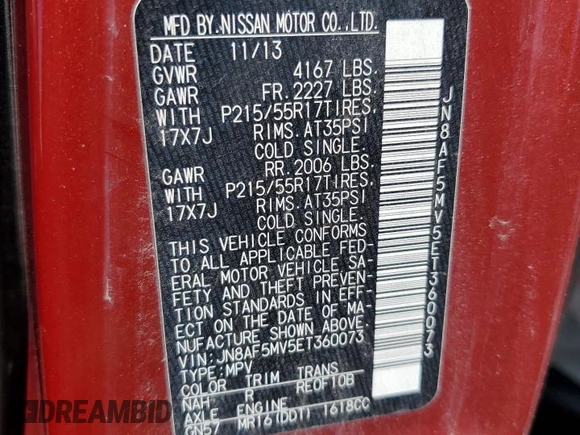 MFD BY.NISSAN MOTOR CO.,LTD.
DATE 11/13
GVWR 4167 LBS.
GAWR FR.2227 LBS.
WITH P215/55R17TIRES,
17X7J RIMS.AT35PSI
COLD SINGLE.
GAWR RR.2006 LBS.
WITH P215/55R17TIRES,
17X7J RIMS.AT35PSI
COLD SINGLE.
THIS VEHICLE CONFORMS
TO ALL APPLICABLE FED-
ERAL MOTOR VEHICLE SA-
FETY AND THEFT PREVEN-
TION STANDARDS IN EFF-
ECT ON THE DATE OF MA-
NUFACTURE SHOWN ABOVE.
VIN:JN8AF5MV5ET360073
TYPE:MPV
COLOR TRIM TRANS
NAH R RE0F10B
AXLE ENGINE
GN57 MR16(DDT) 1618CC
JN8AF5MV5ET360073
DREAMBID